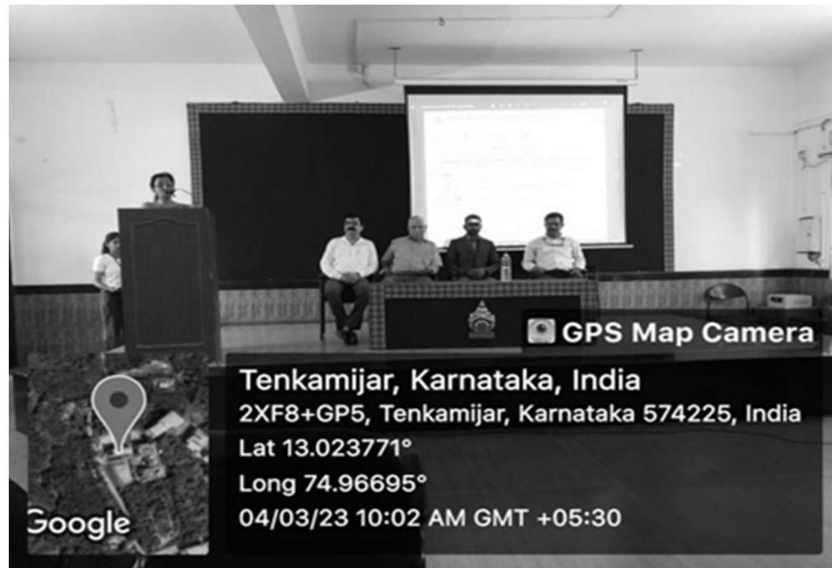 GPS Map Camera
Tenkamijar, Karnataka, India
2XF8+GP5, Tenkamijar, Karnataka 574225, India
Lat 13.023771°
Long 74.96695°
04/03/23 10:02 AM GMT +05:30
Google